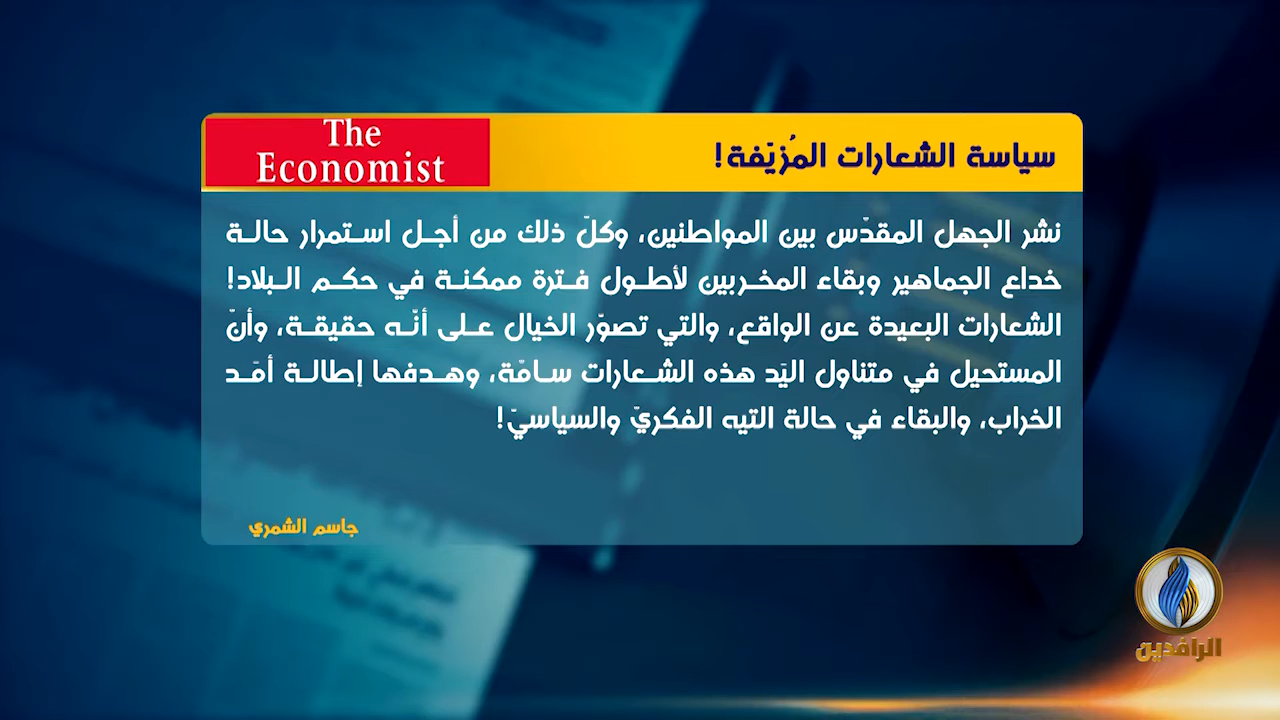 The
Economist
سياسة الشعارات المُزيّفة!
نشر الجهل المقدّس بين المواطنين، وكلّ ذلك من أجل استمرار حالة
خداع الجماهير وبقاء المخربين لأطول فترة ممكنة في حكم البلاد!
الشعارات البعيدة عن الواقع، والتي تصوّر الخيال على أنّه حقيقة، وأنّ
المستحيل في متناول اليّد هذه الشعارات سامّة، وهدفها إطالة أمَد
الخراب، والبقاء في حالة التيه الفكريّ والسياسيّ!
جاسم الشمري
الرافدين